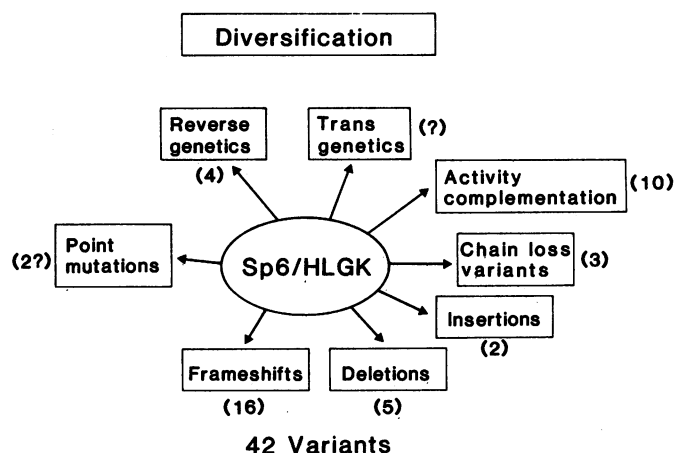 Diversification
Reverse
genetics
(4)
Trans
genetics
(?)
Activity
complementation
(10)
Point
mutations
(2?)
Sp6/HLGK
Chain loss
variants
(3)
Insertions
(2)
Frameshifts
(16)
Deletions
(5)
42 Variants